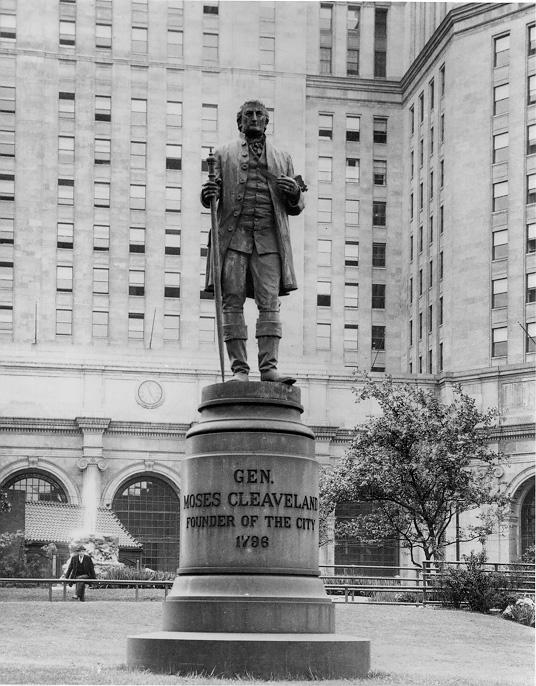 GEN.
MOSES CLEAVELAND
FOUNDER OF THE CITY
1796